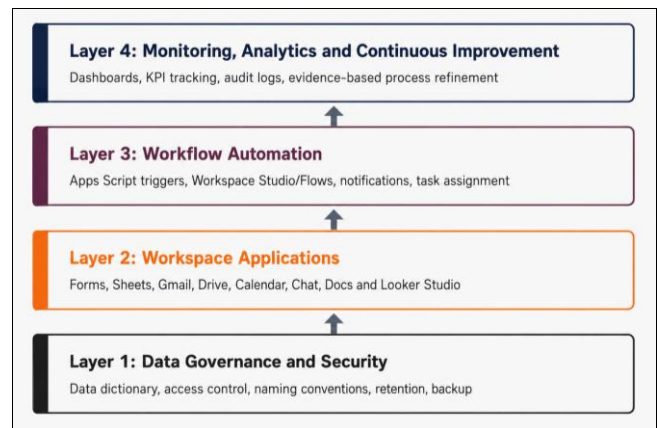 Layer 4: Monitoring, Analytics and Continuous Improvement
Dashboards, KPI tracking, audit logs, evidence-based process refinement
Layer 3: Workflow Automation
Apps Script triggers, Workspace Studio/Flows, notifications, task assignment
Layer 2: Workspace Applications
Forms, Sheets, Gmail, Drive, Calendar, Chat, Docs and Looker Studio
Layer 1: Data Governance and Security
Data dictionary, access control, naming conventions, retention, backup